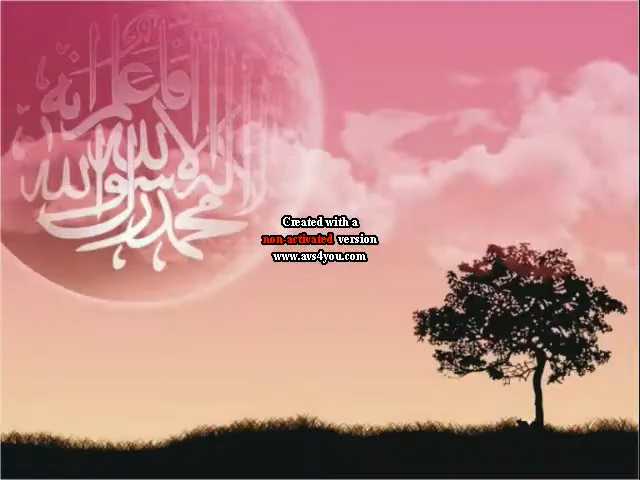 فاعلم انه
لا اله الا الله
محمد رسول الله
Created with a
non-activated version
www.avs4you.com